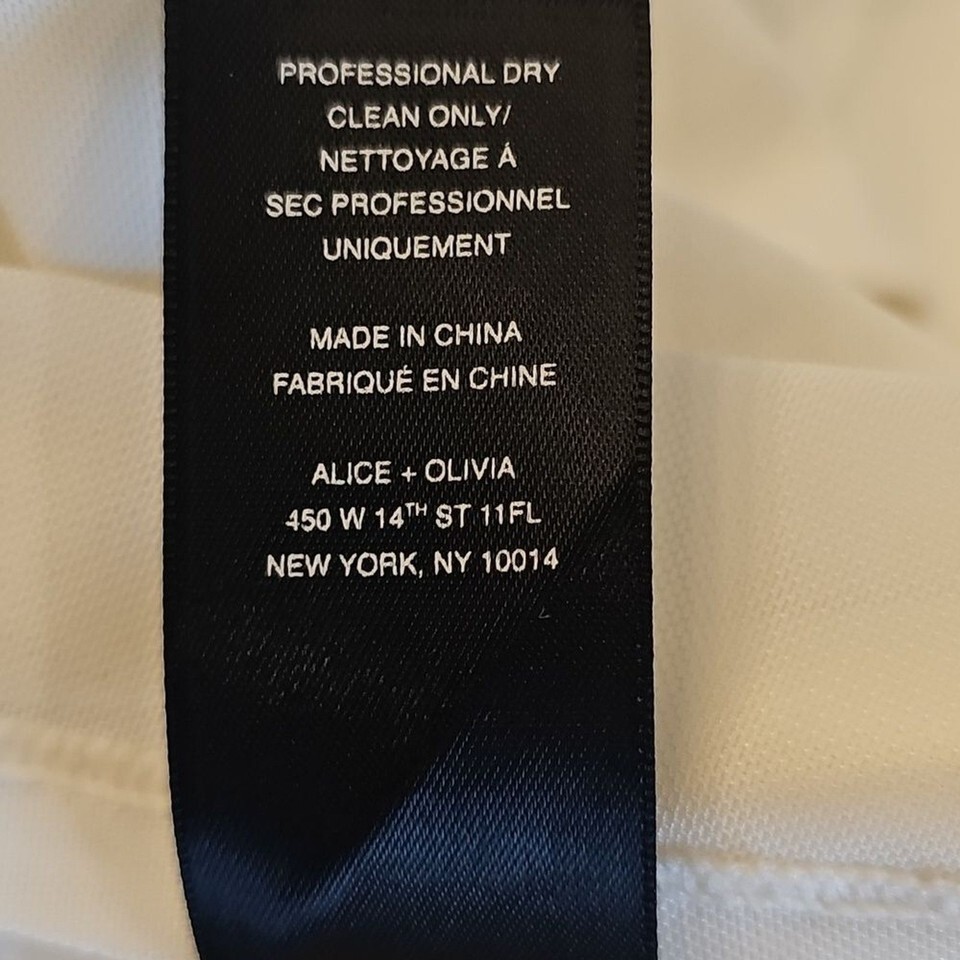 PROFESSIONAL DRY
CLEAN ONLY/
NETTOYAGE Á
SEC PROFESSIONNEL
UNIQUEMENT
MADE IN CHINA
FABRIQUÉ EN CHINE
ALICE + OLIVIA
450 W 14TH ST 11FL
NEW YORK, NY 10014